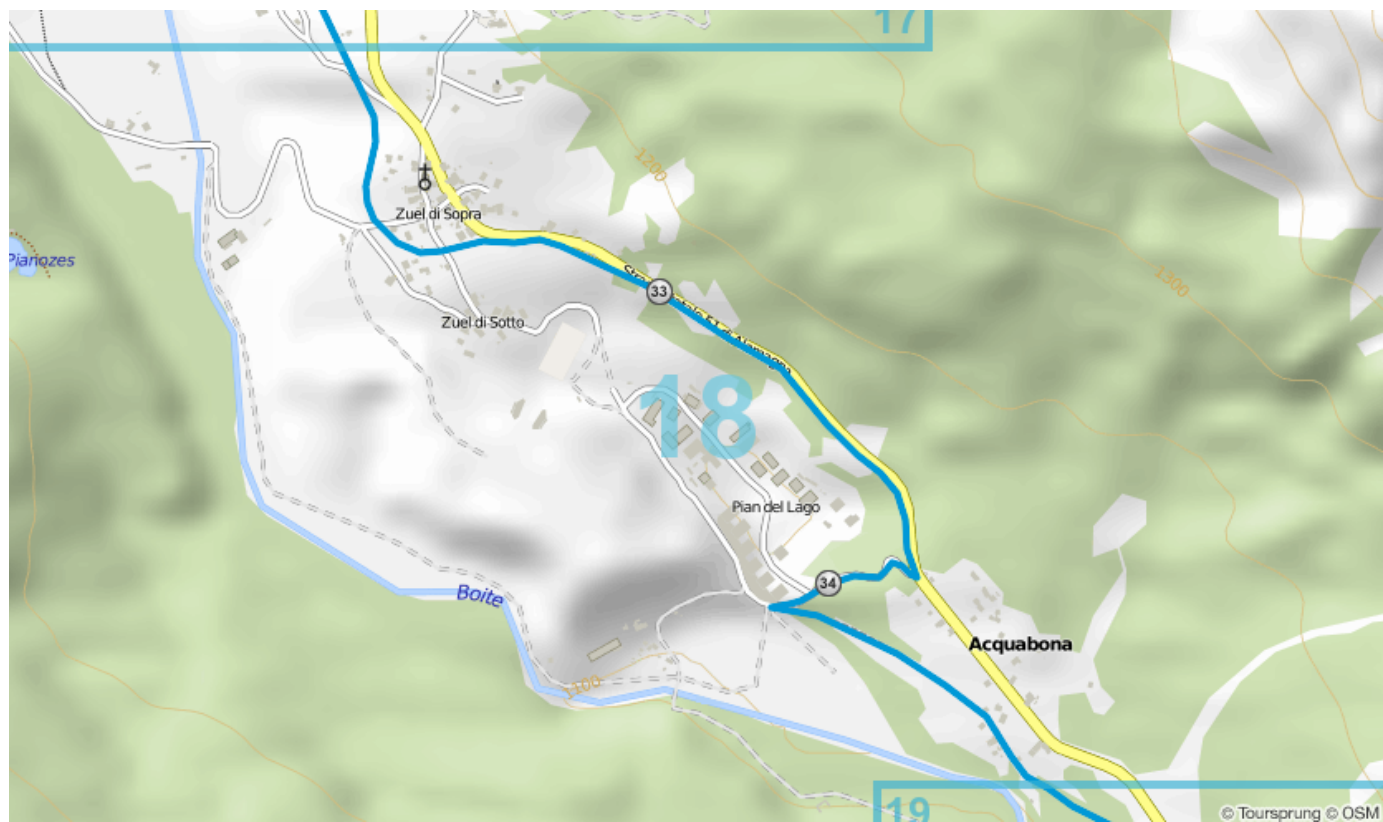 17
1200
Zuel di Sopra
Pianozes
1300
33
Zuel di Sotto
18
Pian del Lago
34
Boite
Acquabona
1100
19
© Toursprung © OSM